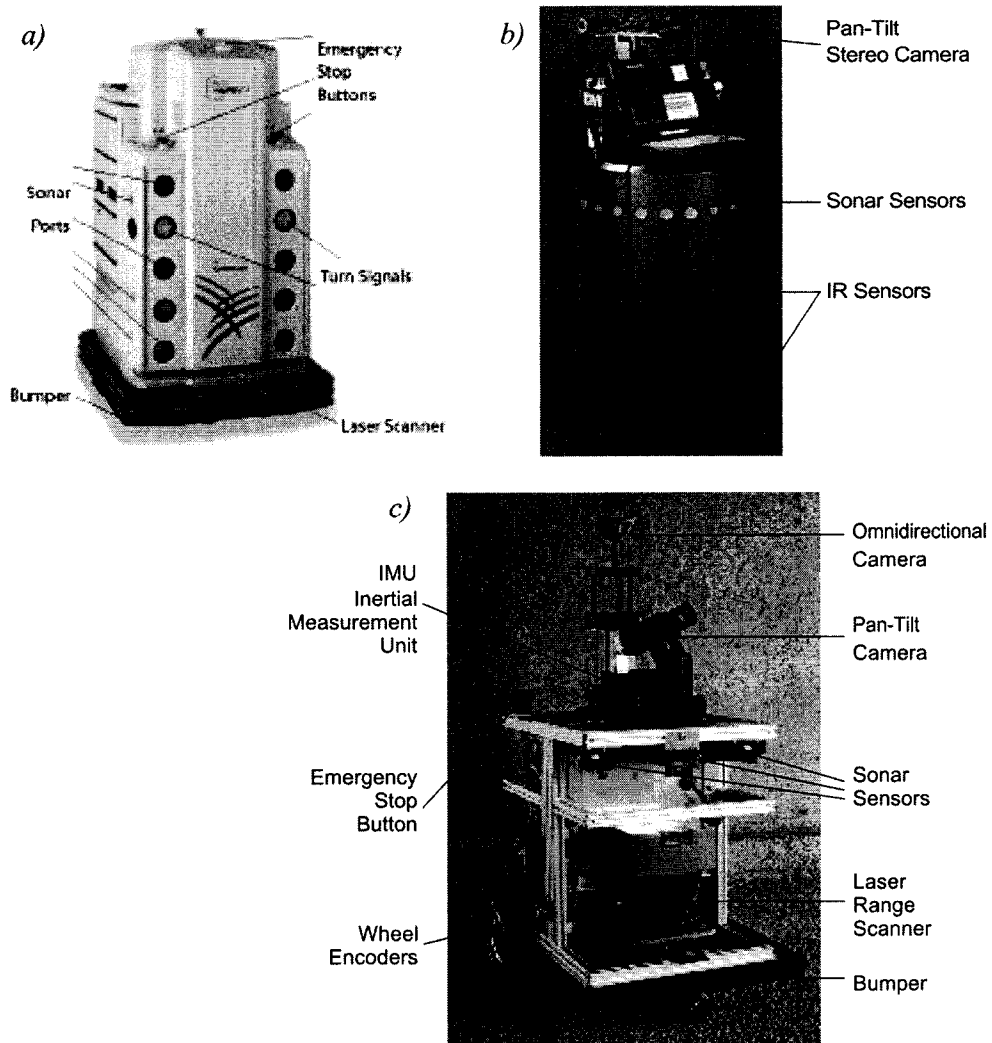 a)
Emergency
Stop
Buttons
Sonar
Ports
Turn Signals
Bumper
Laser Scanner
b)
Pan-Tilt
Stereo Camera
Sonar Sensors
IR Sensors
c)
IMU
Inertial
Measurement
Unit
Emergency
Stop
Button
Wheel
Encoders
Omnidirectional
Camera
Pan-Tilt
Camera
Sonar
Sensors
Laser
Range
Scanner
Bumper